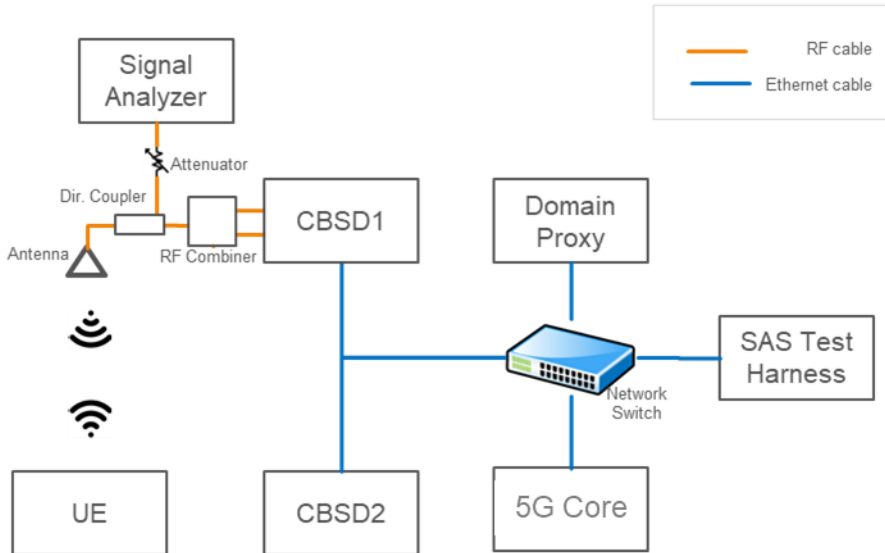 RF cable
Ethernet cable
Signal
Analyzer
Attenuator
Dir. Coupler
Antenna
RF Combiner
CBSD1
Domain
Proxy
SAS Test
Harness
Network
Switch
UE
CBSD2
5G Core